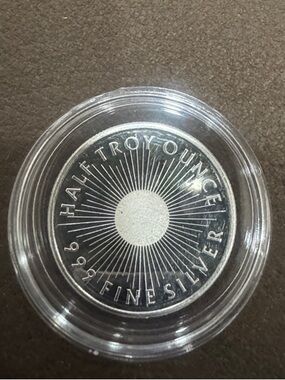 HALF TROY OUNCE
999 FINE SILVER